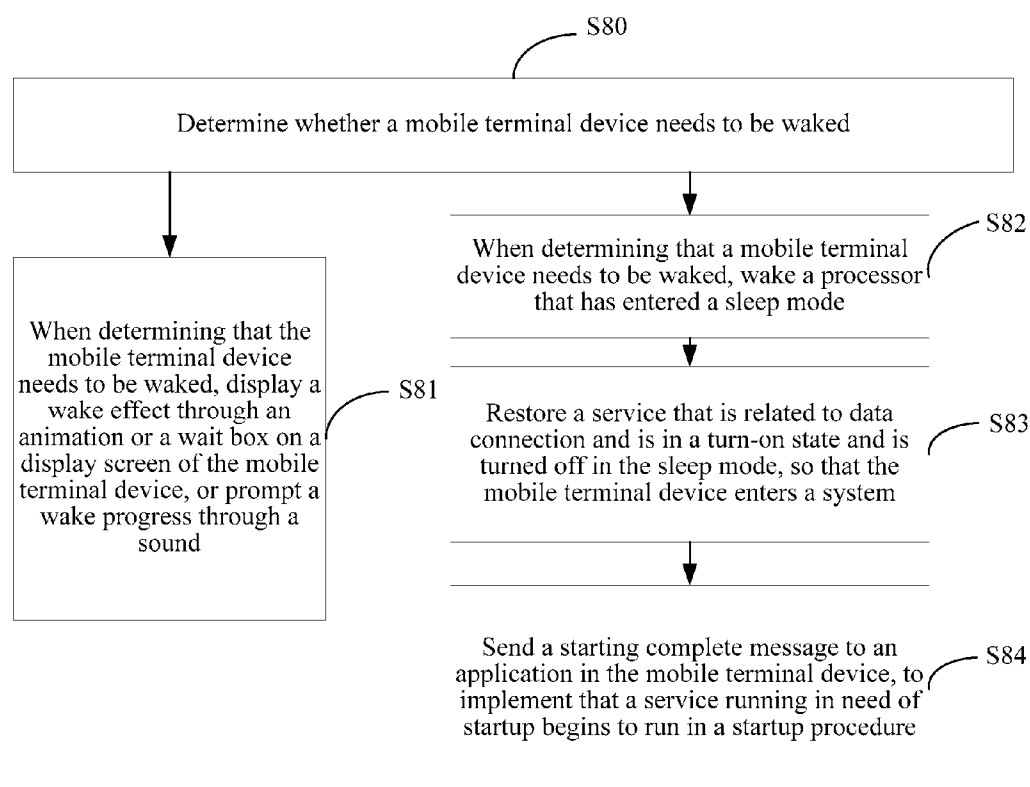 S80
Determine whether a mobile terminal device needs to be waked
When determining that the
mobile terminal device
needs to be waked, display a
wake effect through an
animation or a wait box on a
display screen of the mobile
terminal device, or prompt a
wake progress through a
sound
S81
S82
When determining that a mobile terminal
device needs to be waked, wake a processor
that has entered a sleep mode
Restore a service that is related to data
connection and is in a turn-on state and is
turned off in the sleep mode, so that the
mobile terminal device enters a system
S83
Send a starting complete message to an
application in the mobile terminal device, to
implement that a service running in need of
startup begins to run in a startup procedure
S84